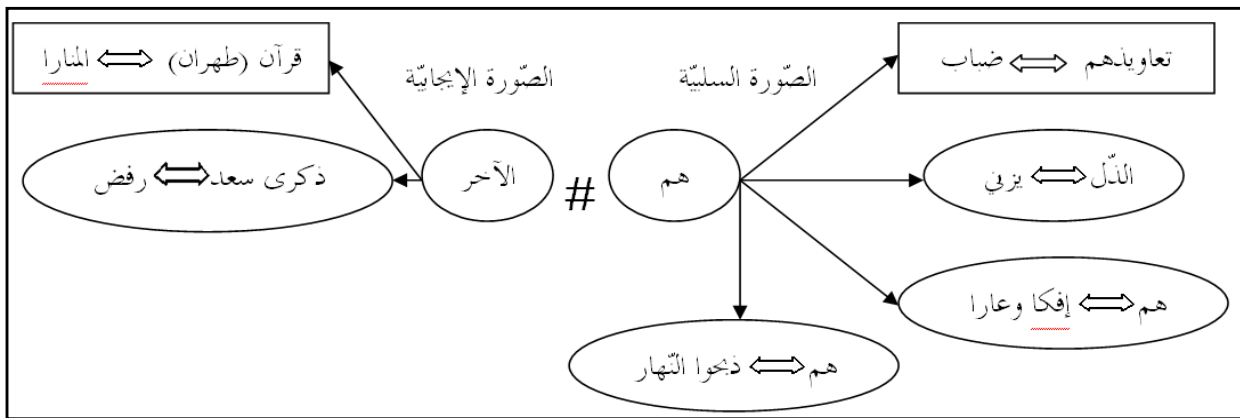 تعاويذهم ⇔ ضباب
قرآن (طهران) ⇔ المنارا
الصّورة السلبيّة
الصّورة الإيجابيّة
الذّل ⇔ يزني
هم
#
الآخر
ذكرى سعد ⇔ رفض
هم ⇔ إفكا وعارا
هم ⇔ ذبحوا النّهار